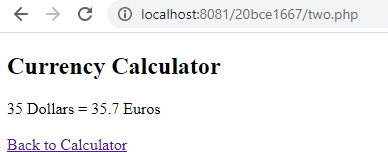 localhost:8081/20bce1667/two.php
Currency Calculator
35 Dollars = 35.7 Euros
Back to Calculator